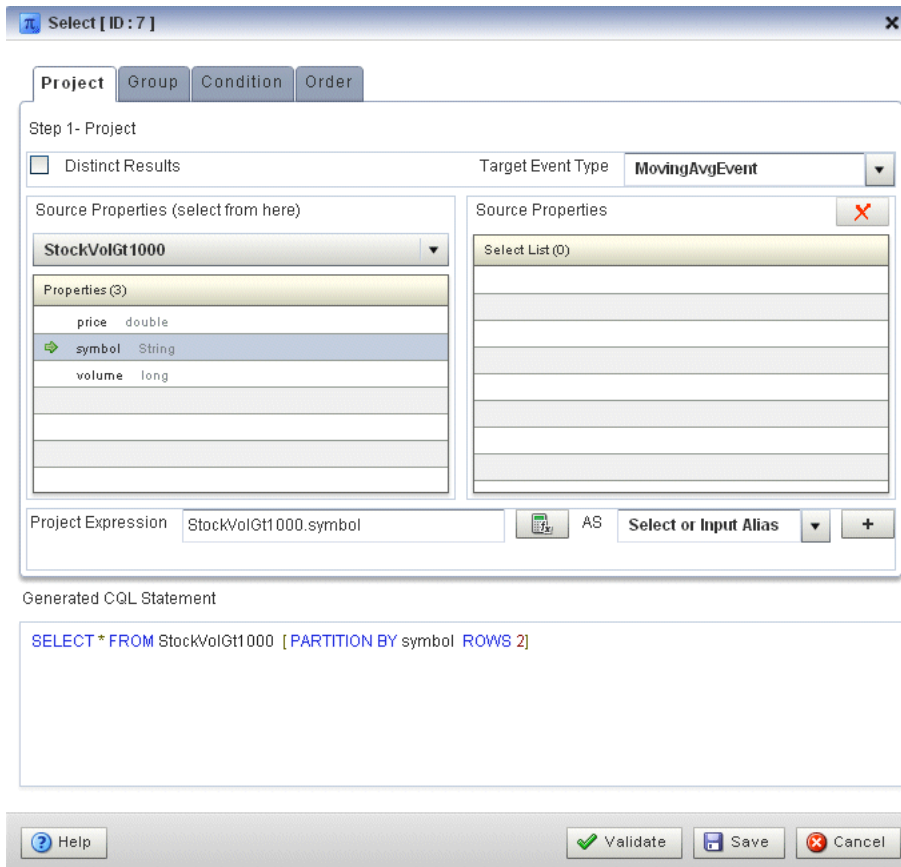 Select [ ID : 7 ]
Project Group Condition Order
Step 1- Project
Distinct Results Target Event Type MovingAvgEvent
Source Properties (select from here) Source Properties
StockVolGt1000 Select List (0)
Properties (3)
price double
symbol String
volume long
Project Expression StockVolGt1000.symbol fx AS Select or Input Alias +
Generated CQL Statement
SELECT * FROM StockVolGt1000 [ PARTITION BY symbol ROWS 2]
Help Validate Save Cancel